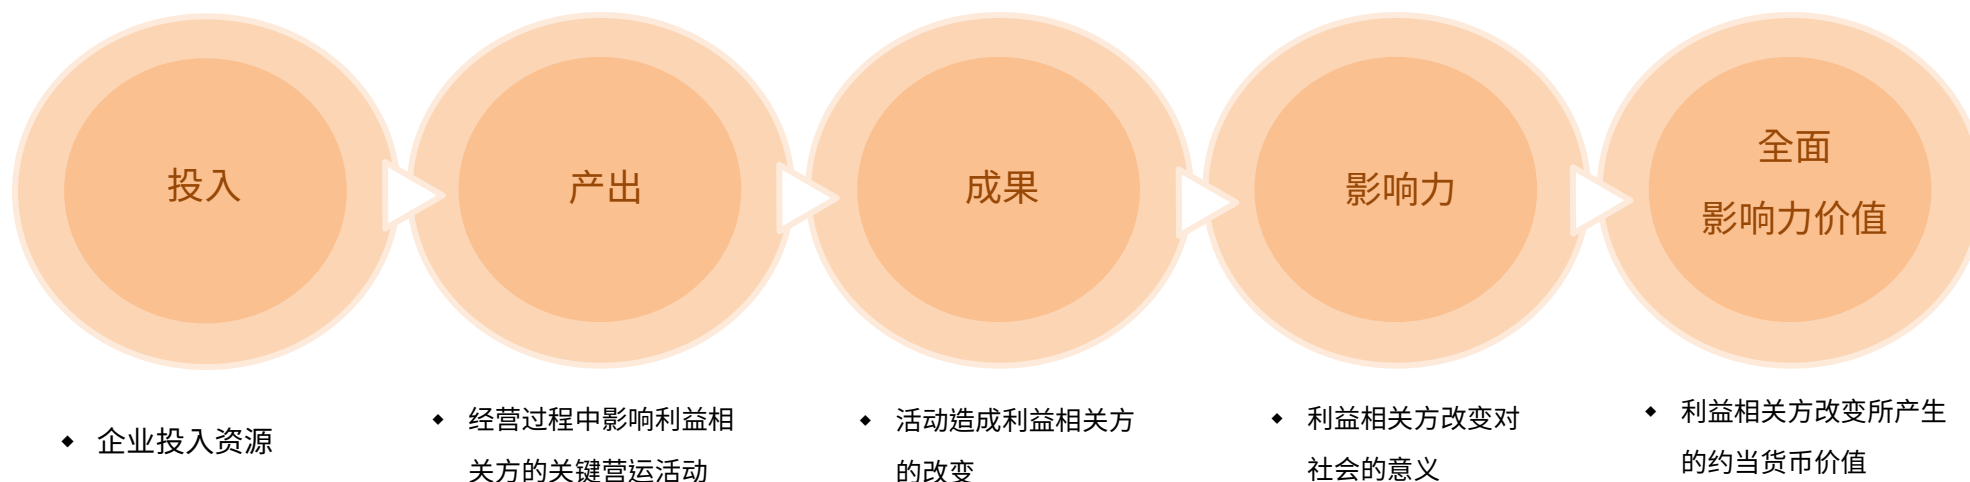 投入
产出
成果
影响力
全面
影响力价值
◆ 企业投入资源
◆ 经营过程中影响利益相
关方的关键营运活动
◆ 活动造成利益相关方
的改变
◆ 利益相关方改变对
社会的意义
◆ 利益相关方改变所产生
的约当货币价值